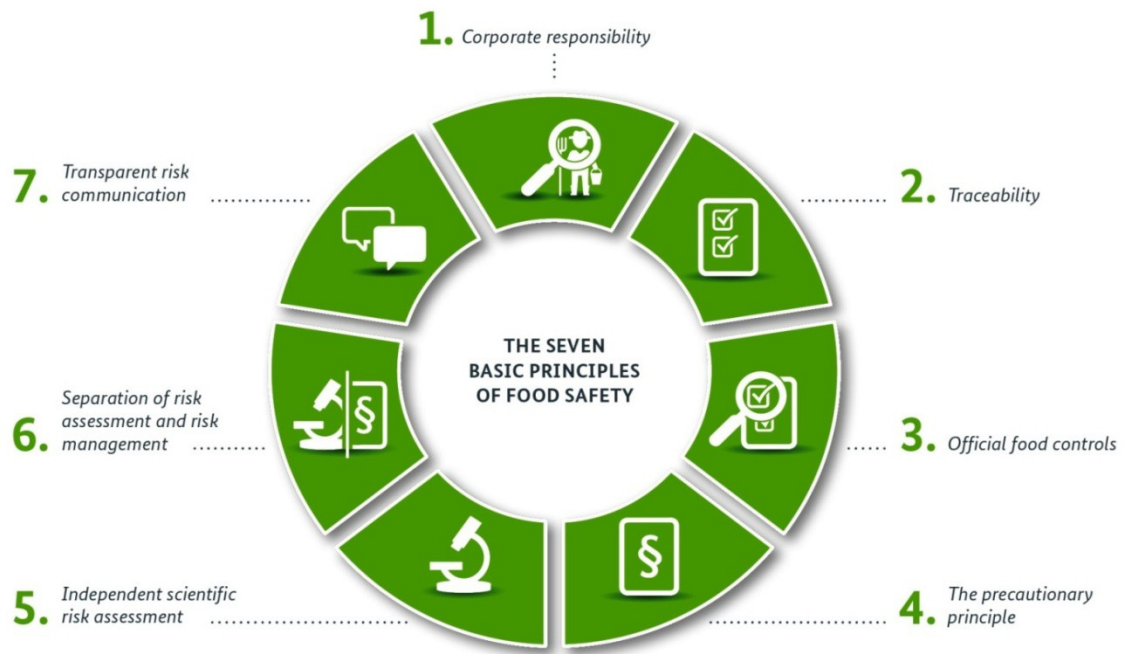 1. Corporate responsibility
2. Traceability
3. Official food controls
4. The precautionary
principle
5. Independent scientific
risk assessment
6. Separation of risk
assessment and risk
management
7. Transparent risk
communication
THE SEVEN
BASIC PRINCIPLES
OF FOOD SAFETY
§
§